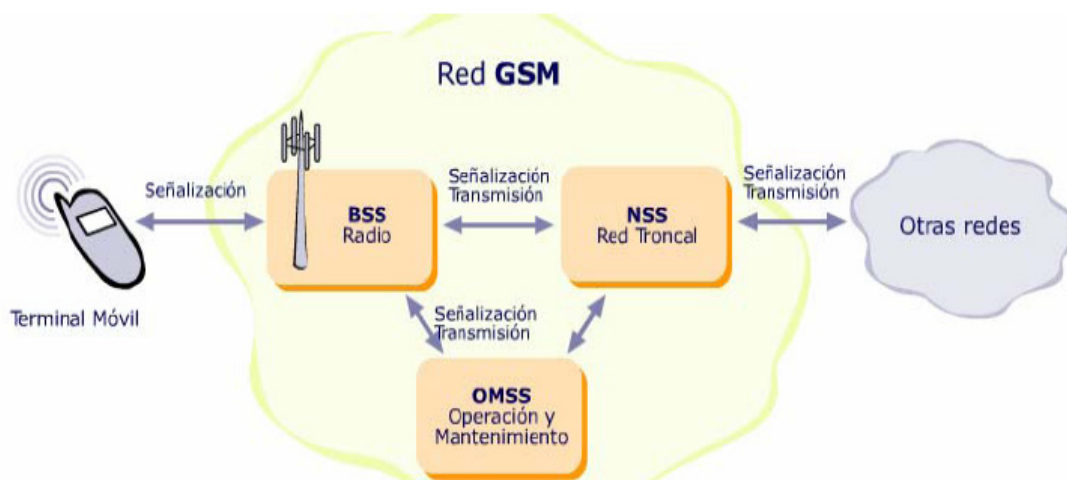 Red GSM
Señalización
BSS
Radio
Señalización
Transmisión
NSS
Red Troncal
Señalización
Transmisión
Otras redes
Terminal Móvil
Señalización
Transmisión
OMSS
Operación y
Mantenimiento